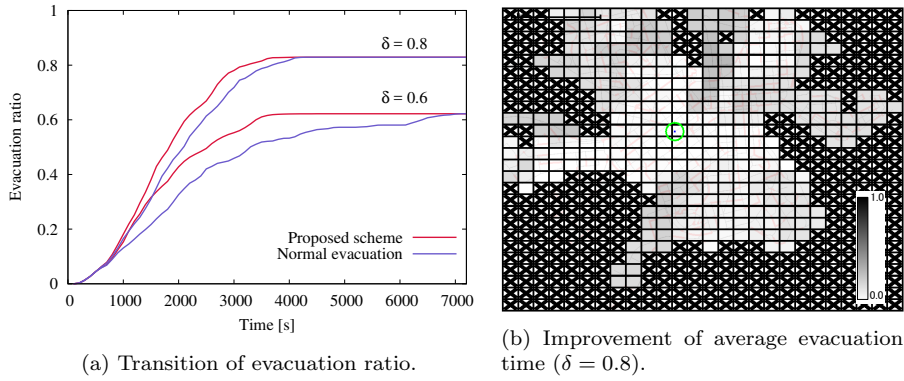 1
0.8
0.6
0.4
0.2
0
Evacuation ratio
δ = 0.8
δ = 0.6
Proposed scheme
Normal evacuation
0 1000 2000 3000 4000 5000 6000 7000
Time [s]
(a) Transition of evacuation ratio.
1.0
0.0
(b) Improvement of average evacuation
time (δ = 0.8).